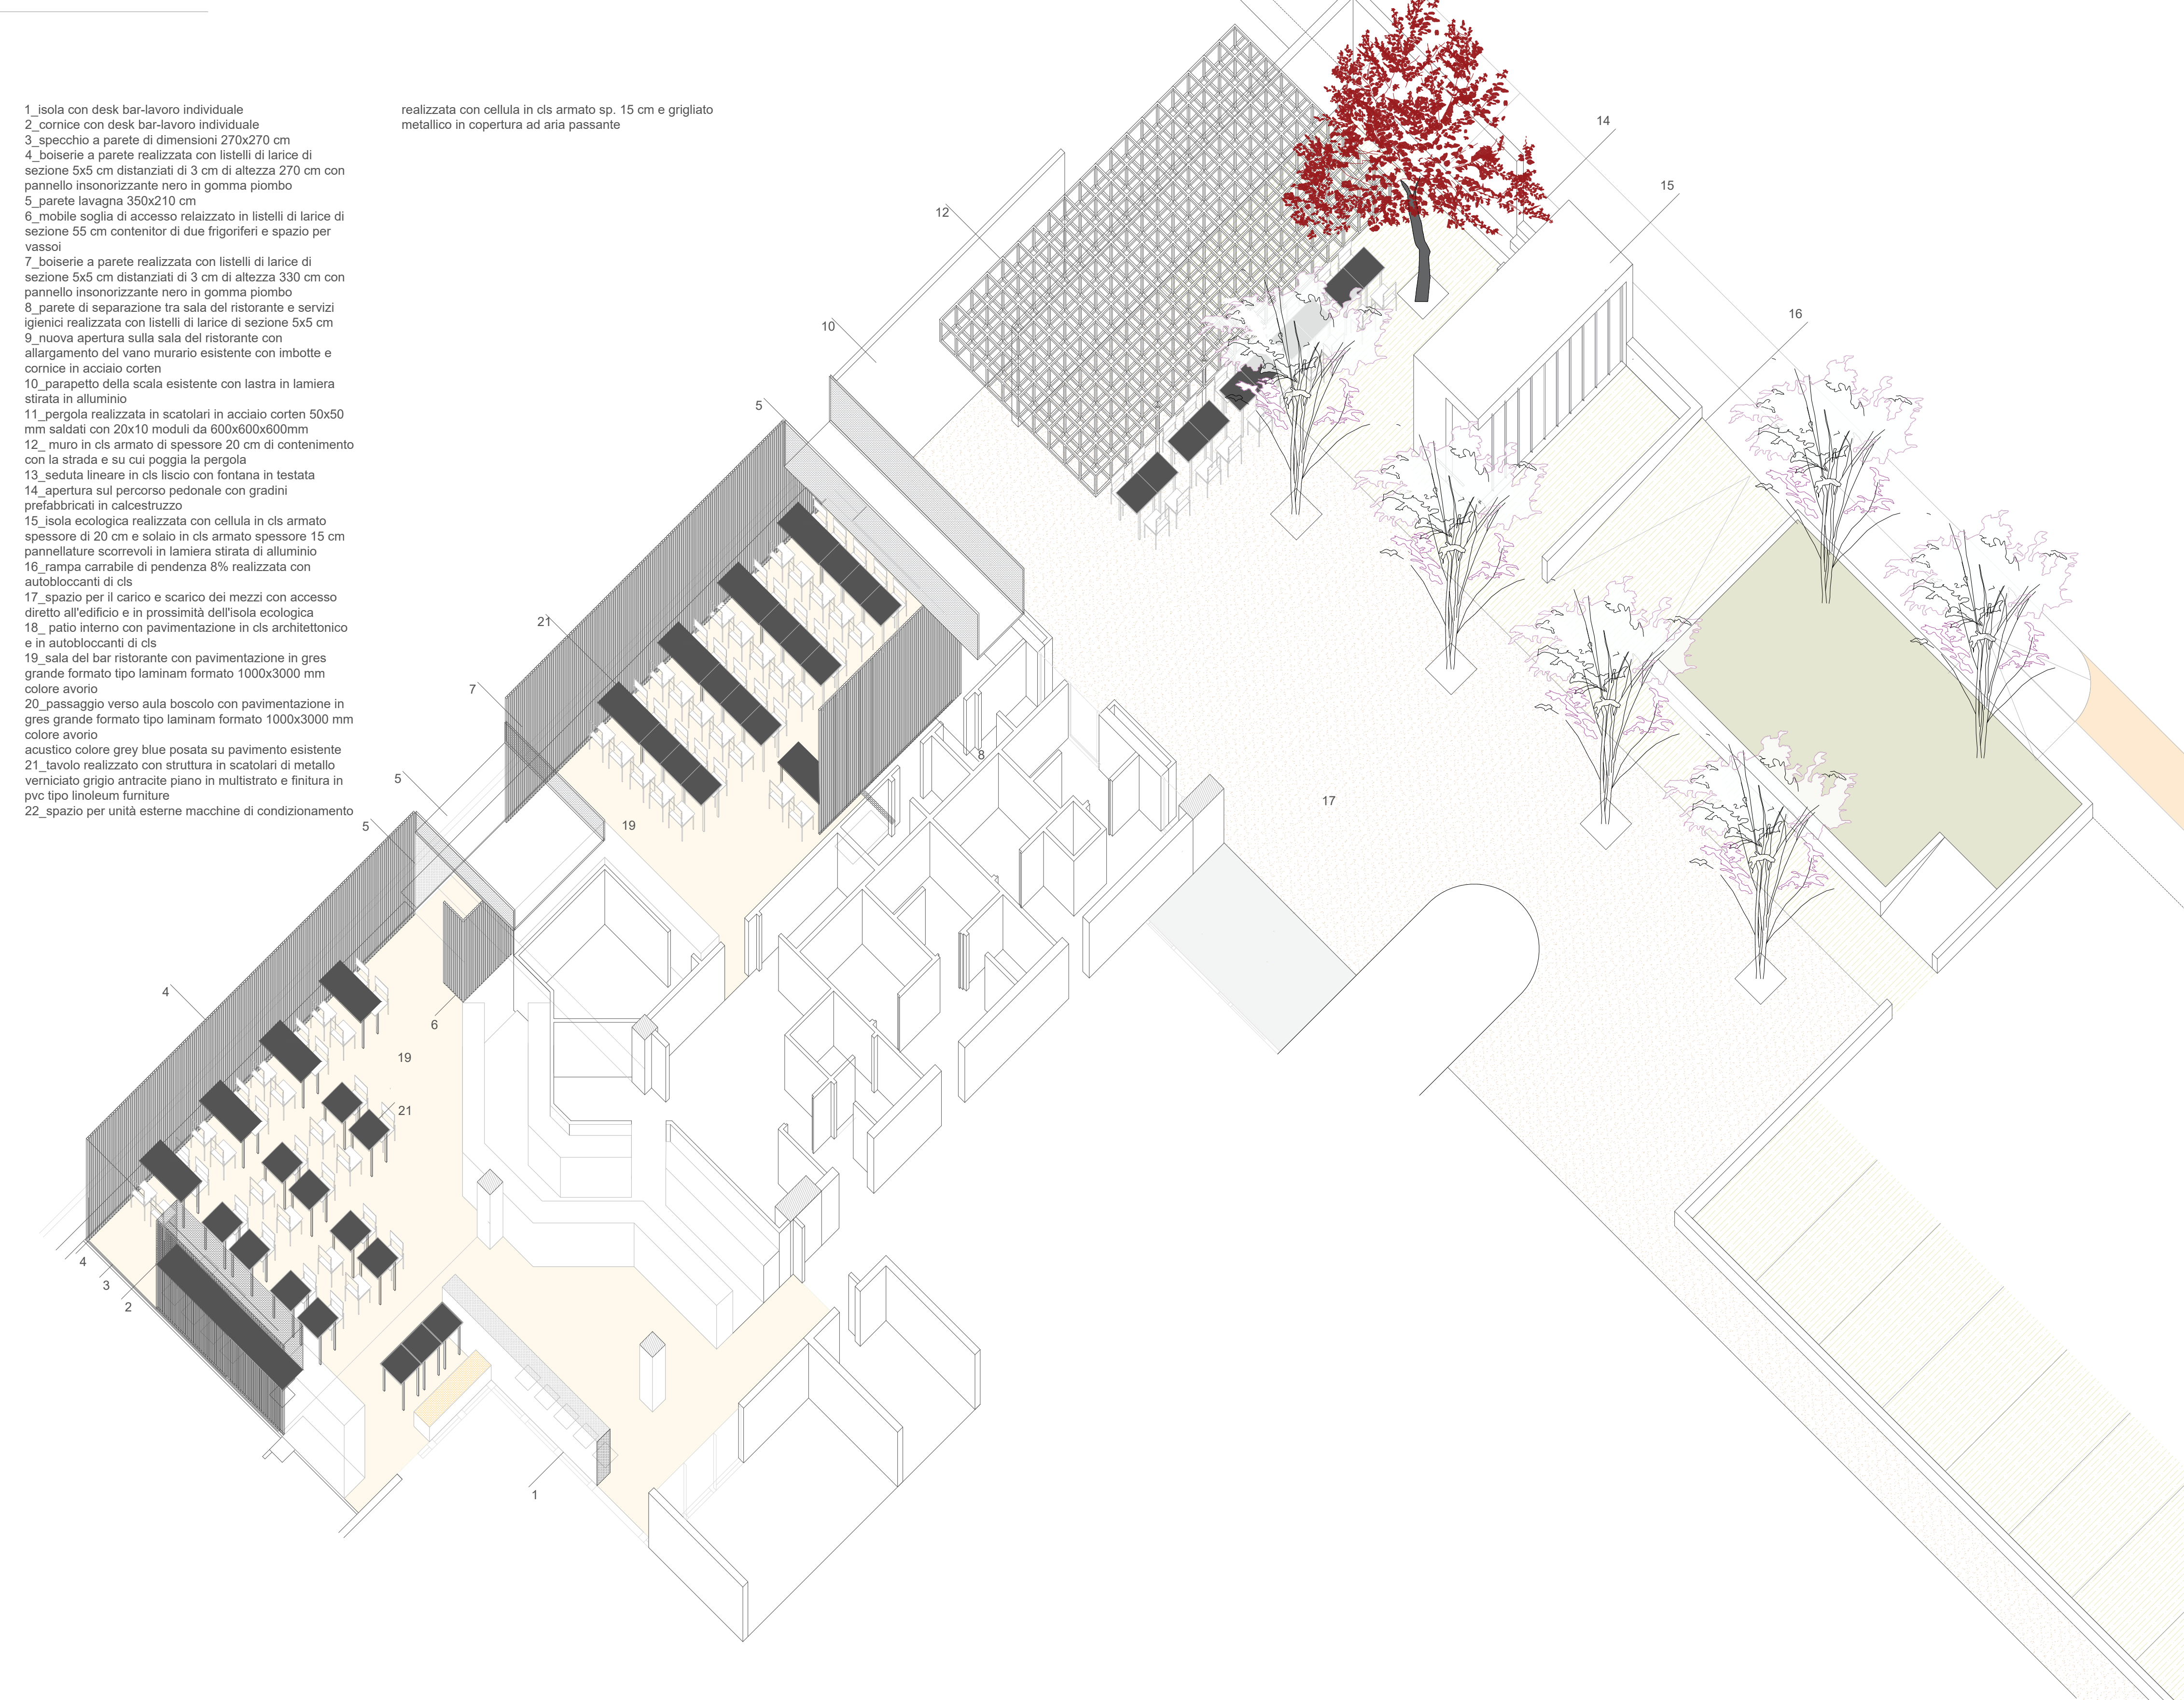 1_isola con desk bar-lavoro individuale
2_cornice con desk bar-lavoro individuale
3_specchio a parete di dimensioni 270x270 cm
4_boiserie a parete realizzata con listelli di larice di
sezione 5x5 cm distanziati di 3 cm di altezza 270 cm con
pannello insonorizzante nero in gomma piombo
5_parete lavagna 350x210 cm
6_mobile soglia di accesso relaizzato in listelli di larice di
sezione 55 cm contenitor di due frigoriferi e spazio per
vassoi
7_boiserie a parete realizzata con listelli di larice di
sezione 5x5 cm distanziati di 3 cm di altezza 330 cm con
pannello insonorizzante nero in gomma piombo
8_parete di separazione tra sala del ristorante e servizi
igienici realizzata con listelli di larice di sezione 5x5 cm
9_nuova apertura sulla sala del ristorante con
allargamento del vano murario esistente con imbotte e
cornice in acciaio corten
10_parapetto della scala esistente con lastra in lamiera
stirata in alluminio
11_pergola realizzata in scatolari in acciaio corten 50x50
mm saldati con 20x10 moduli da 600x600x600mm
12_ muro in cls armato di spessore 20 cm di contenimento
con la strada e su cui poggia la pergola
13_seduta lineare in cls liscio con fontana in testata
14_apertura sul percorso pedonale con gradini
prefabbricati in calcestruzzo
15_isola ecologica realizzata con cellula in cls armato
spessore di 20 cm e solaio in cls armato spessore 15 cm
pannellature scorrevoli in lamiera stirata di alluminio
16_rampa carrabile di pendenza 8% realizzata con
autobloccanti di cls
17_spazio per il carico e scarico dei mezzi con accesso
diretto all'edificio e in prossimità dell'isola ecologica
18_ patio interno con pavimentazione in cls architettonico
e in autobloccanti di cls
19_sala del bar ristorante con pavimentazione in gres
grande formato tipo laminam formato 1000x3000 mm
colore avorio
20_passaggio verso aula boscolo con pavimentazione in
gres grande formato tipo laminam formato 1000x3000 mm
colore avorio
acustico colore grey blue posata su pavimento esistente
21_tavolo realizzato con struttura in scatolari di metallo
verniciato grigio antracite piano in multistrato e finitura in
pvc tipo linoleum furniture
22_spazio per unità esterne macchine di condizionamento
realizzata con cellula in cls armato sp. 15 cm e grigliato
metallico in copertura ad aria passante
14
15
12
16
10
5
21
7
8
5
17
5
19
4
6
19
21
4
3
2
1